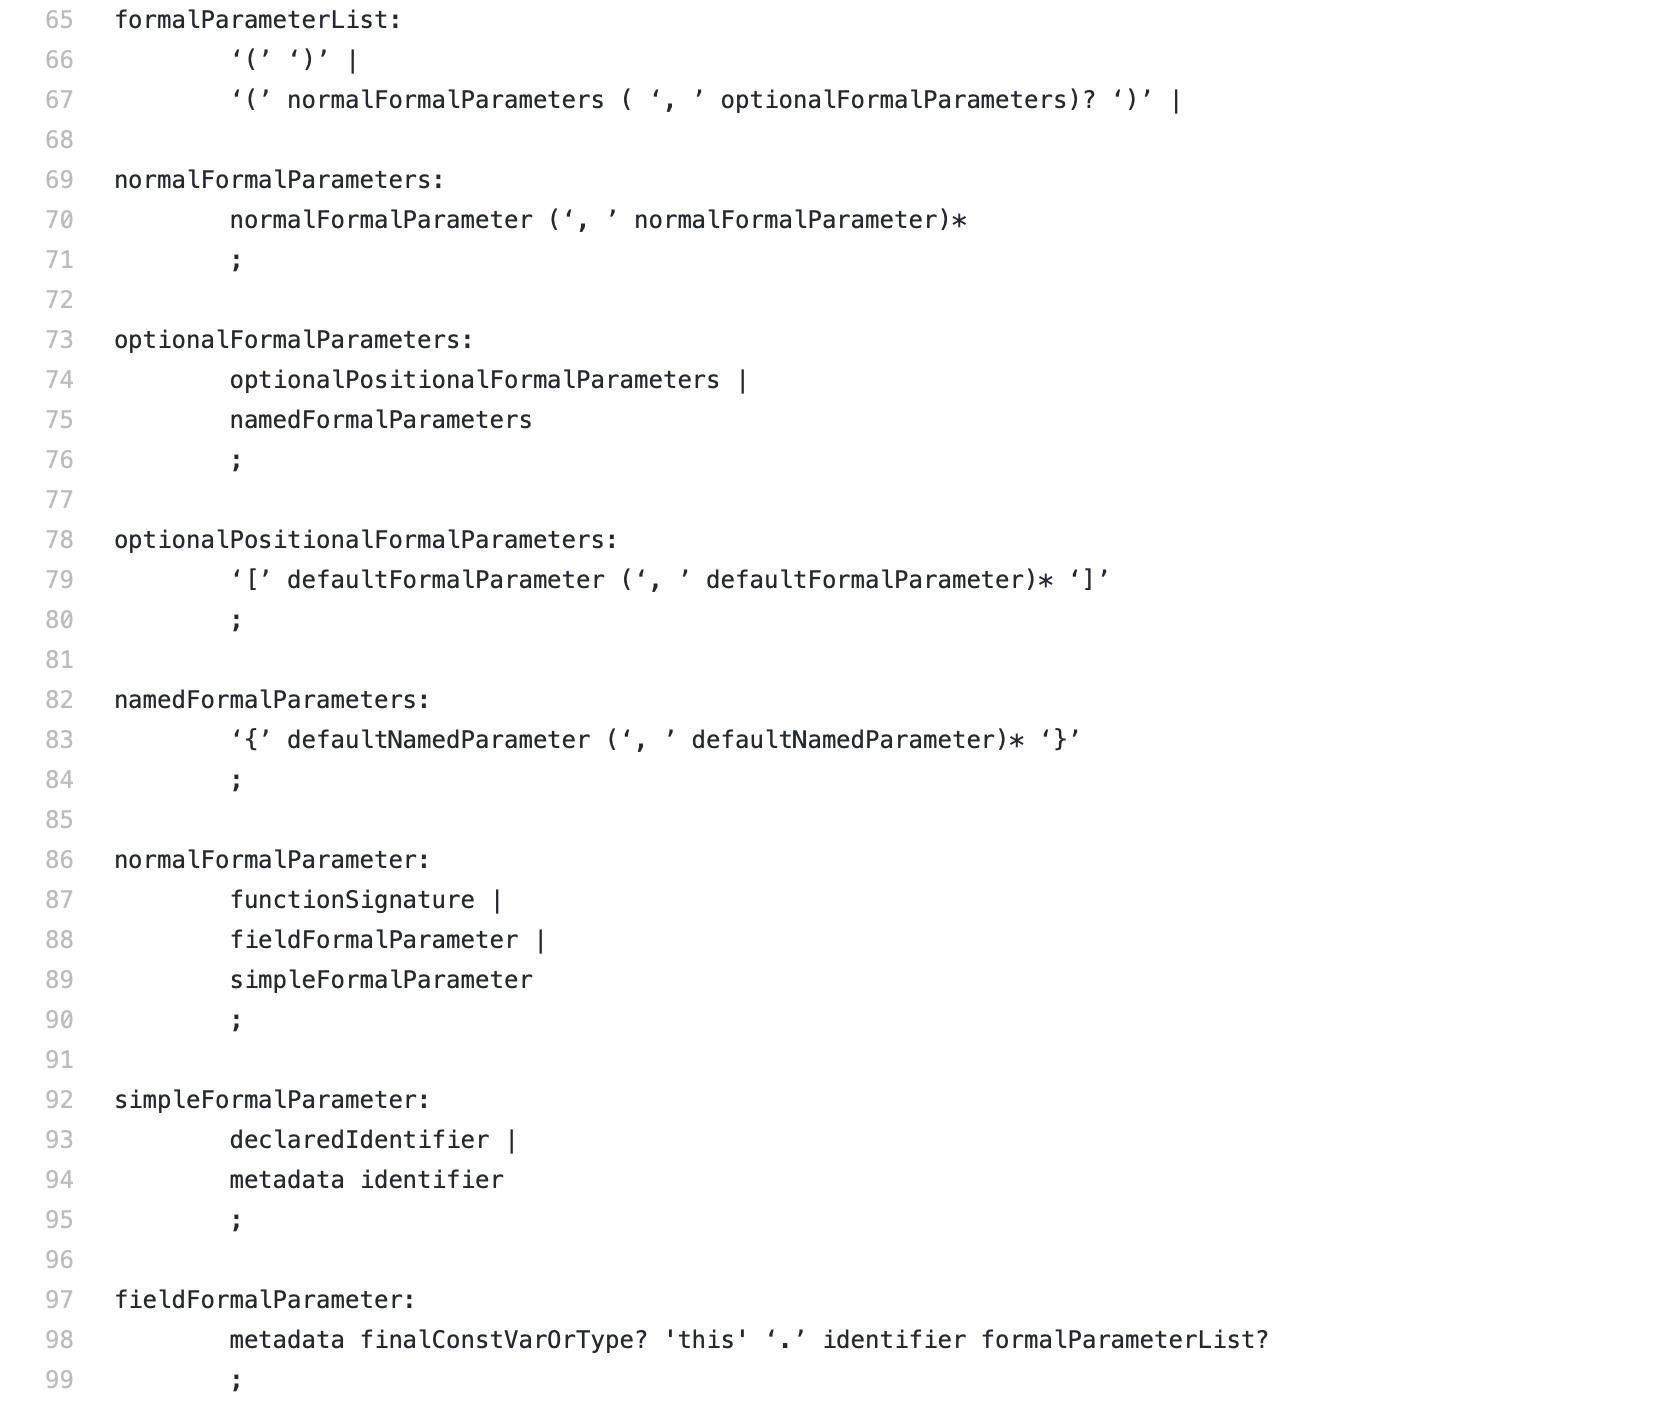 65 formalParameterList:
66 ‘(’ ‘)’ |
67 ‘(’ normalFormalParameters ( ‘, ’ optionalFormalParameters)? ‘)’ |
68
69 normalFormalParameters:
70 normalFormalParameter (‘, ’ normalFormalParameter)*
71 ;
72
73 optionalFormalParameters:
74 optionalPositionalFormalParameters |
75 namedFormalParameters
76 ;
77
78 optionalPositionalFormalParameters:
79 ‘[’ defaultFormalParameter (‘, ’ defaultFormalParameter)* ‘]’
80 ;
81
82 namedFormalParameters:
83 ‘{’ defaultNamedParameter (‘, ’ defaultNamedParameter)* ‘}’
84 ;
85
86 normalFormalParameter:
87 functionSignature |
88 fieldFormalParameter |
89 simpleFormalParameter
90 ;
91
92 simpleFormalParameter:
93 declaredIdentifier |
94 metadata identifier
95 ;
96
97 fieldFormalParameter:
98 metadata finalConstVarOrType? 'this' ‘.’ identifier formalParameterList?
99 ;